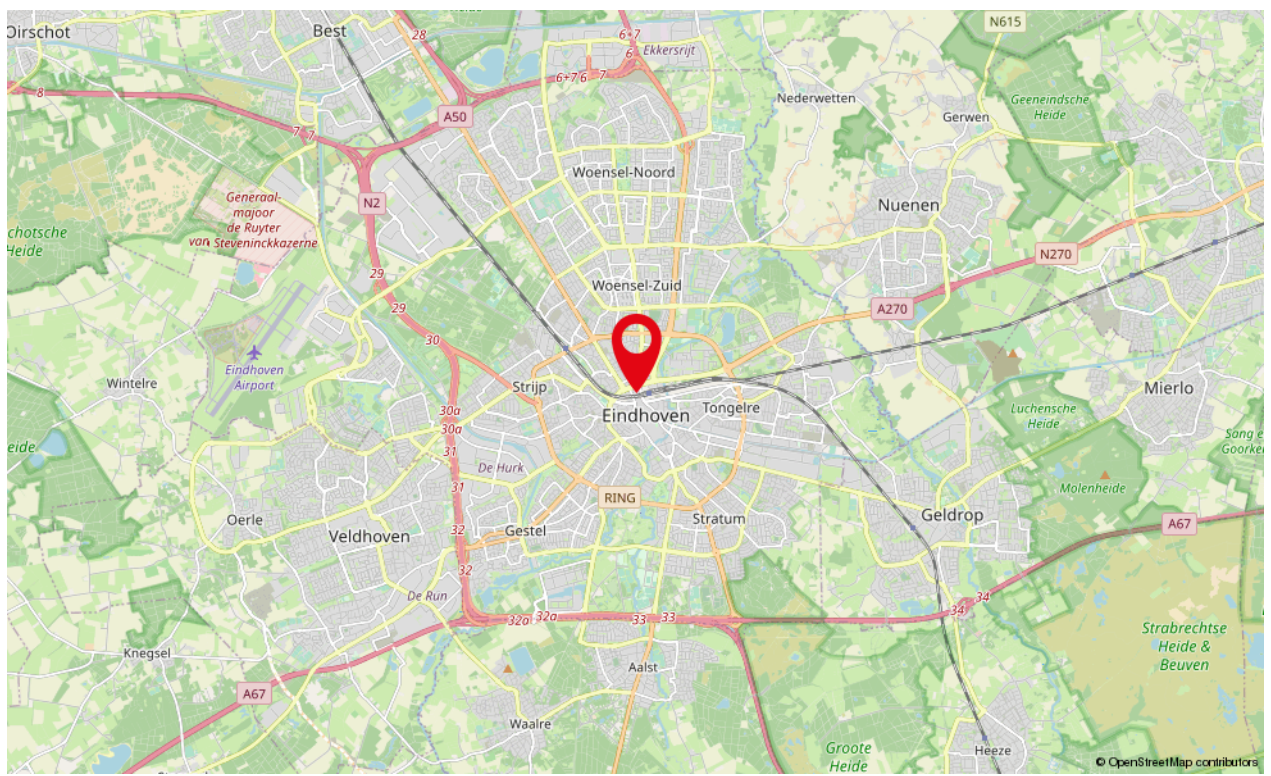 Oirschot
Best
28
6+7
6
Ekkersrijt
N615
8
6+7 6
7
Nederwetten
Geeneindsche
Heide
Gerwen
A50
7 7
Woensel-Noord
Generaal-
majoor
de Ruyter
van Steveninckkazerne
N2
Nuenen
Heide
29
N270
Woensel-Zuid
29
A270
30
Eindhoven
Airport
Wintelre
Strijp
Mierlo
30a
Eindhoven
Tongelre
Luchensche
Heide
30a
31
De Hurk
31
Molenheide
RING
Oerle
Veldhoven
32
Gestel
Stratum
Geldrop
A67
32
De Run
34
34
32a 32a
33 33
Strabrechtse
Heide &
Beuven
Knegsel
Aalst
A67
Waalre
Groote
Heide
Heeze
© OpenStreetMap contributors